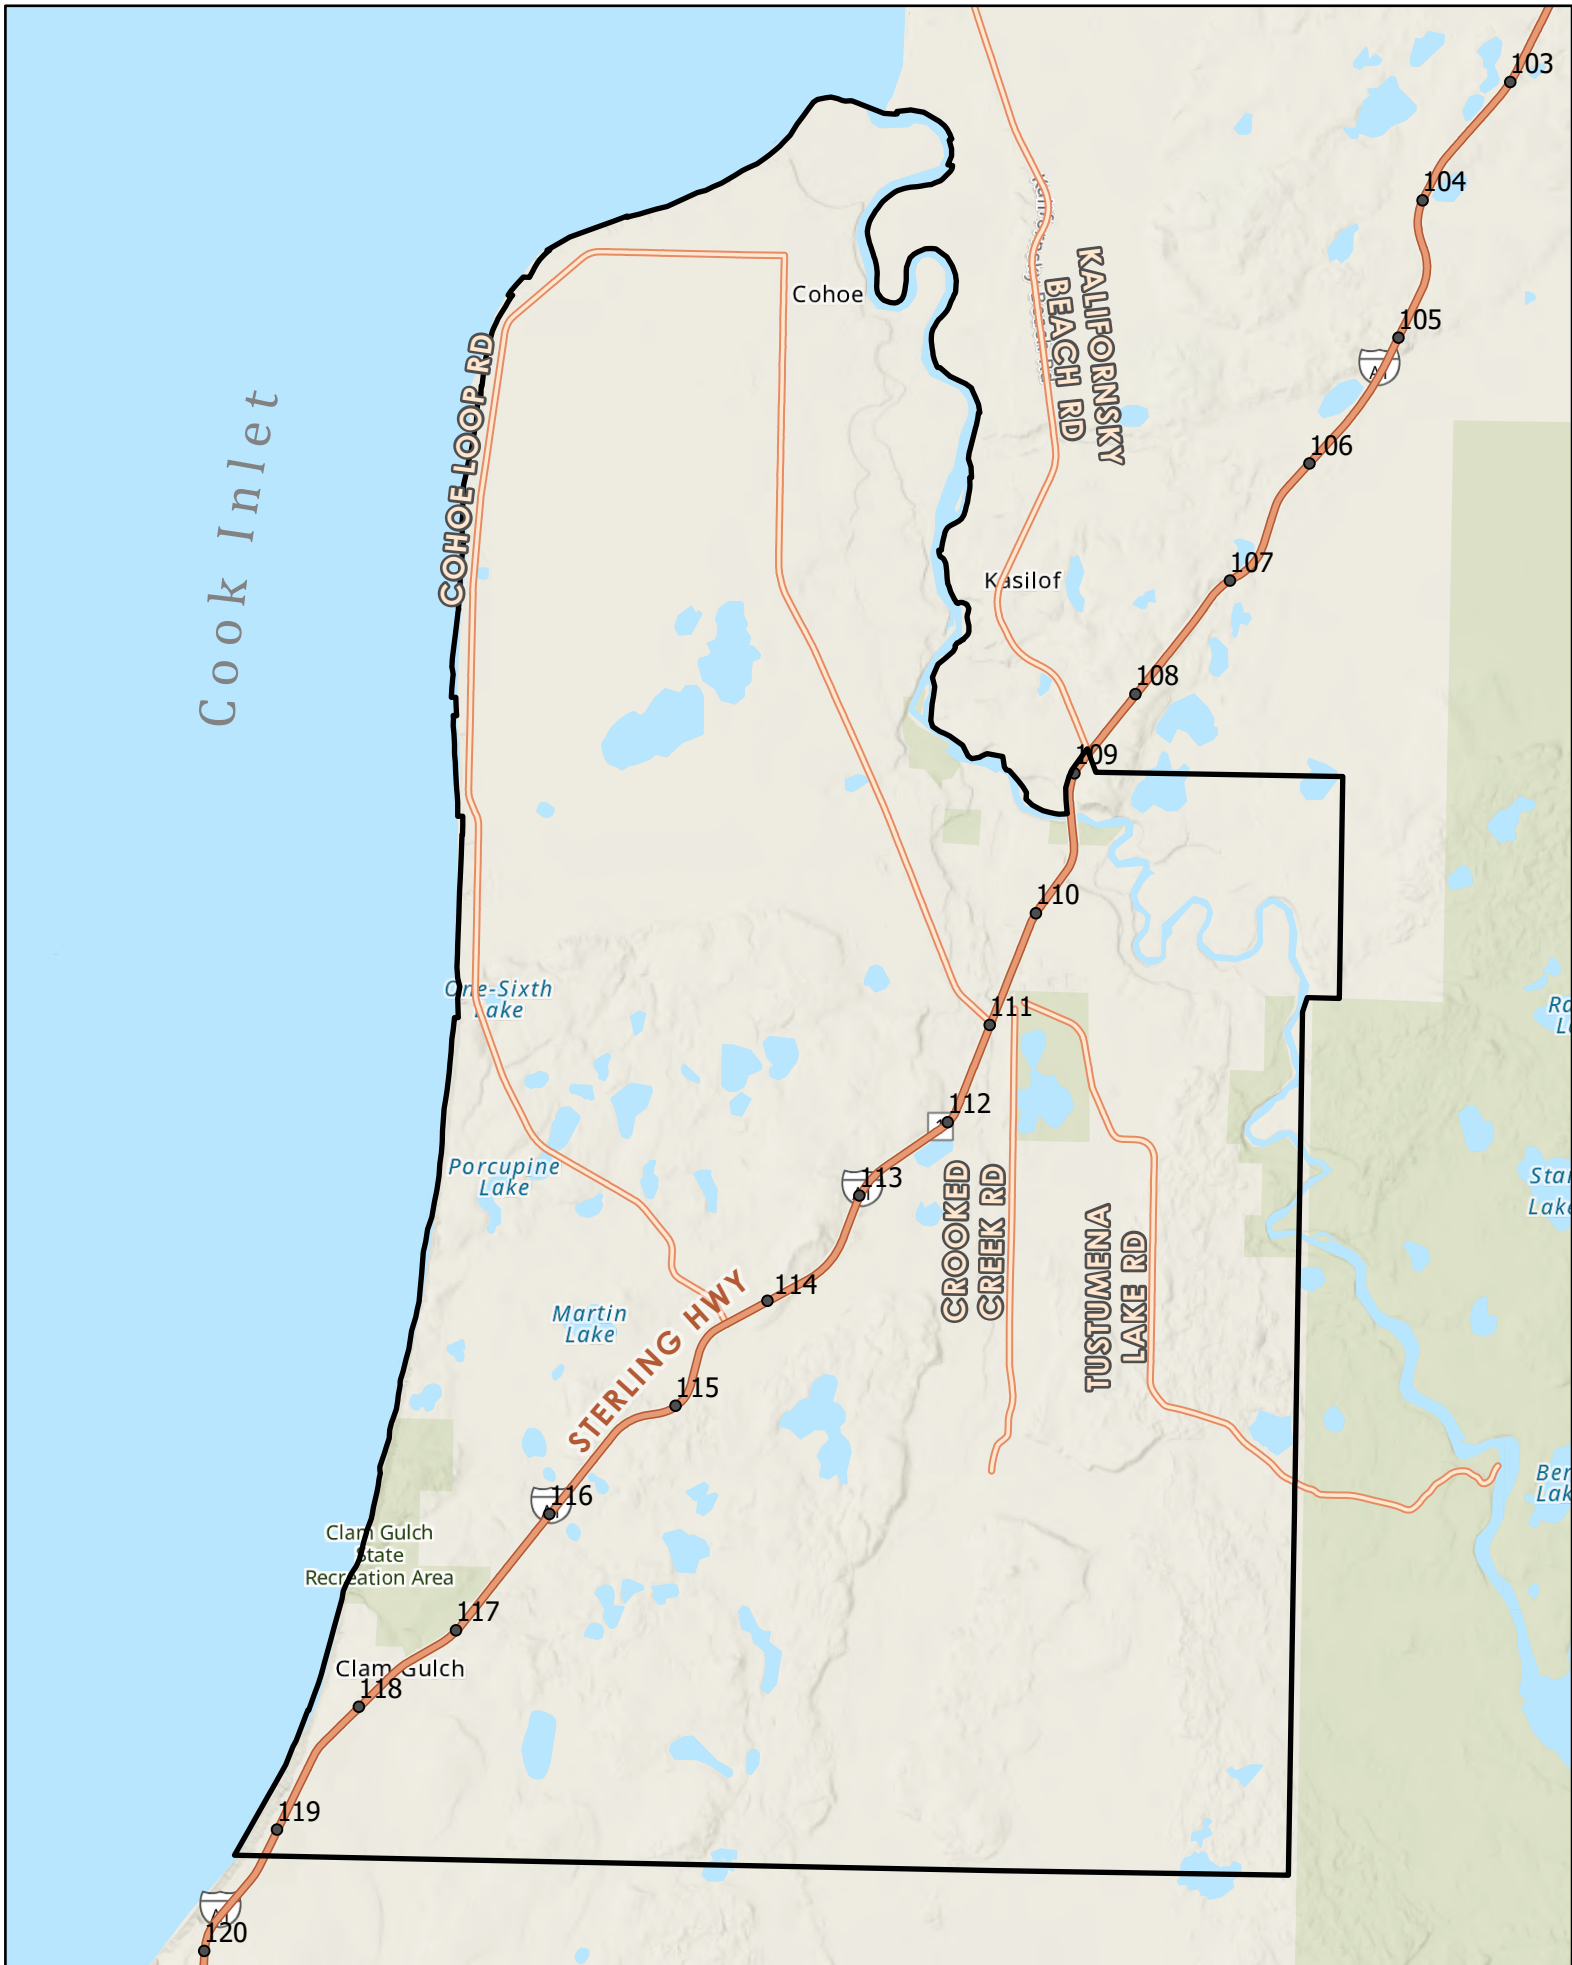 103
104
105
A1
106
107
108
109
110
111
112
113
114
115
116
117
118
119
120
Cook Inlet
COHOE LOOP RD
Cohoe
KALIFORNSKY
BEACH RD
Kasilof
One-Sixth
Lake
Porcupine
Lake
Martin
Lake
STERLING HWY
CROOKED
CREEK RD
TUSTUMENA
LAKE RD
Clam Gulch
State
Recreation Area
Clam Gulch
A1